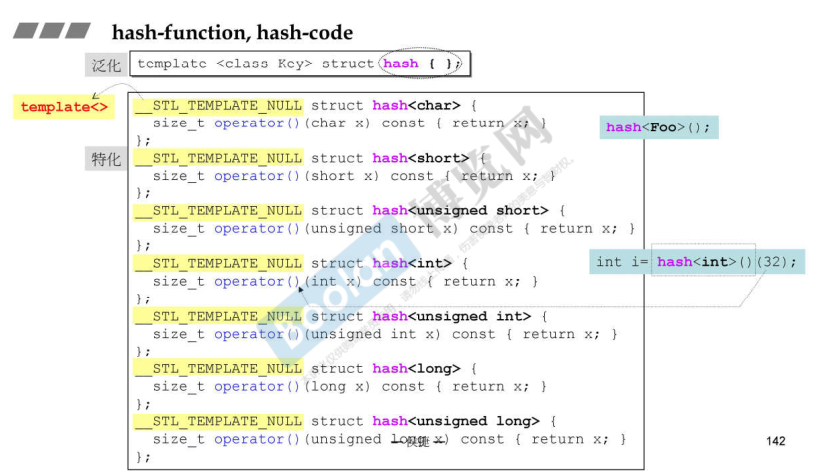 hash-function, hash-code
泛化 template <class Key> struct hash { };
template<>
__STL_TEMPLATE_NULL struct hash<char> {
size_t operator()(char x) const { return x; }
};
hash<Foo>();
特化
__STL_TEMPLATE_NULL struct hash<short> {
size_t operator()(short x) const { return x; }
};
__STL_TEMPLATE_NULL struct hash<unsigned short> {
size_t operator()(unsigned short x) const { return x; }
};
__STL_TEMPLATE_NULL struct hash<int> {
int i= hash<int>()(32);
size_t operator()(int x) const { return x; }
};
__STL_TEMPLATE_NULL struct hash<unsigned int> {
size_t operator()(unsigned int x) const { return x; }
};
__STL_TEMPLATE_NULL struct hash<long> {
size_t operator()(long x) const { return x; }
};
__STL_TEMPLATE_NULL struct hash<unsigned long> {
size_t operator()(unsigned long x) const { return x; }
};
142
Boolan 博览网